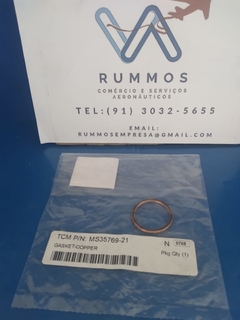 RUMMOS
COMÉRCIO E SERVIÇOS
AERONÁUTICOS
TEL:(91) 3032-5655
EMAIL:
RUMMOSEMPRESA@GMAIL.COM
TCM P/N: MS35769-21
GASKET-COPPER
N
Pkg Qty (1)